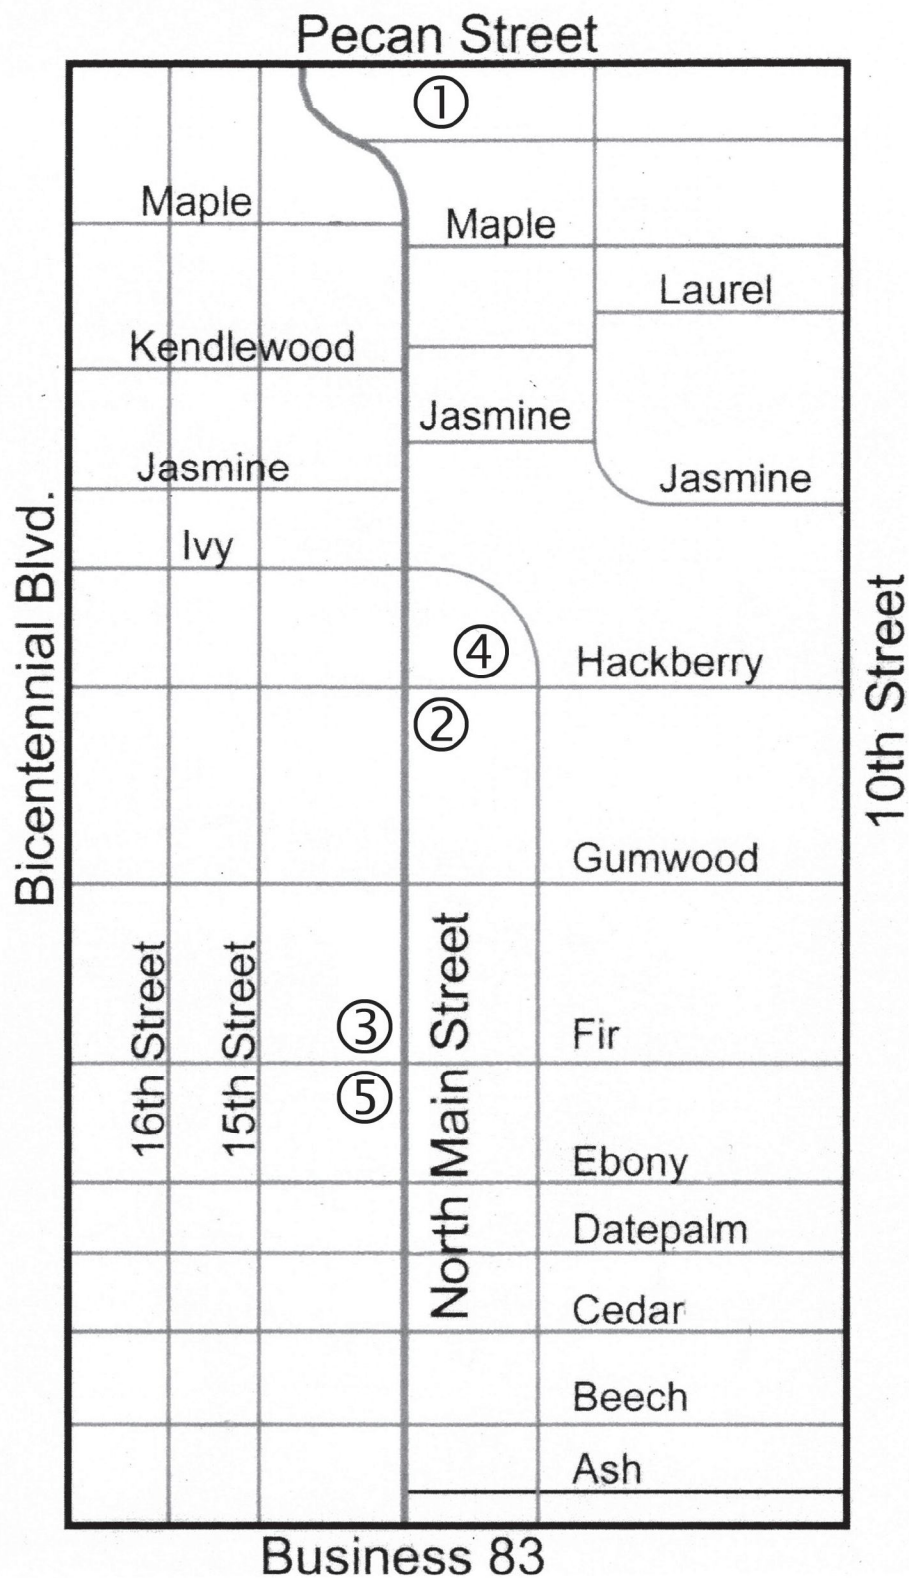 Pecan Street
①
Maple
Maple
Laurel
Kendlewood
Jasmine
Jasmine
Jasmine
Ivy
Bicentennial Blvd.
10th Street
④
Hackberry
②
Gumwood
16th Street
15th Street
North Main Street
③
Fir
⑤
Ebony
Datepalm
Cedar
Beech
Ash
Business 83